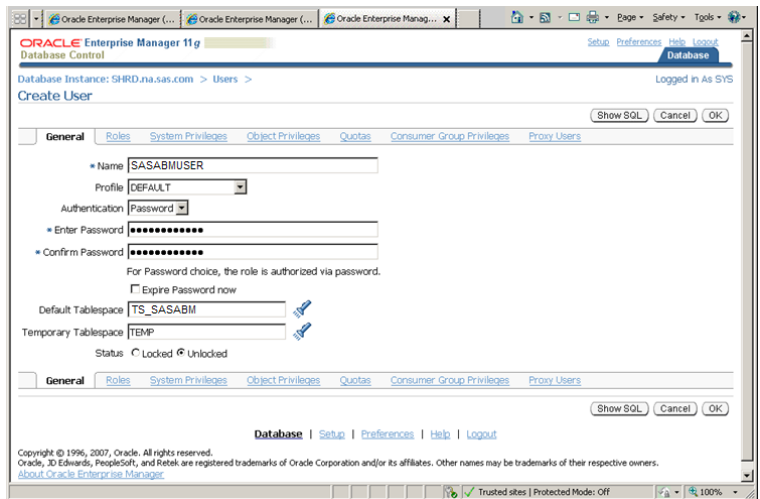 Oracle Enterprise Manager (... Oracle Enterprise Manager (... Oracle Enterprise Manag... Page Safety Tools
ORACLE Enterprise Manager 11g Setup Preferences Help Logout
Database Control Database
Database Instance: SHRD.na.sas.com > Users > Logged in As SYS
Create User
Show SQL Cancel OK
General Roles System Privileges Object Privileges Quotas Consumer Group Privileges Proxy Users
* Name SASABMUSER
Profile DEFAULT
Authentication Password
* Enter Password ●●●●●●●●●●●●
* Confirm Password ●●●●●●●●●●●●
For Password choice, the role is authorized via password.
Expire Password now
Default Tablespace TS_SASABM
Temporary Tablespace TEMP
Status Locked Unlocked
General Roles System Privileges Object Privileges Quotas Consumer Group Privileges Proxy Users
Show SQL Cancel OK
Database | Setup | Preferences | Help | Logout
Copyright © 1996, 2007, Oracle. All rights reserved.
Oracle, JD Edwards, PeopleSoft, and Retek are registered trademarks of Oracle Corporation and/or its affiliates. Other names may be trademarks of their respective owners.
About Oracle Enterprise Manager
Trusted sites | Protected Mode: Off 100%